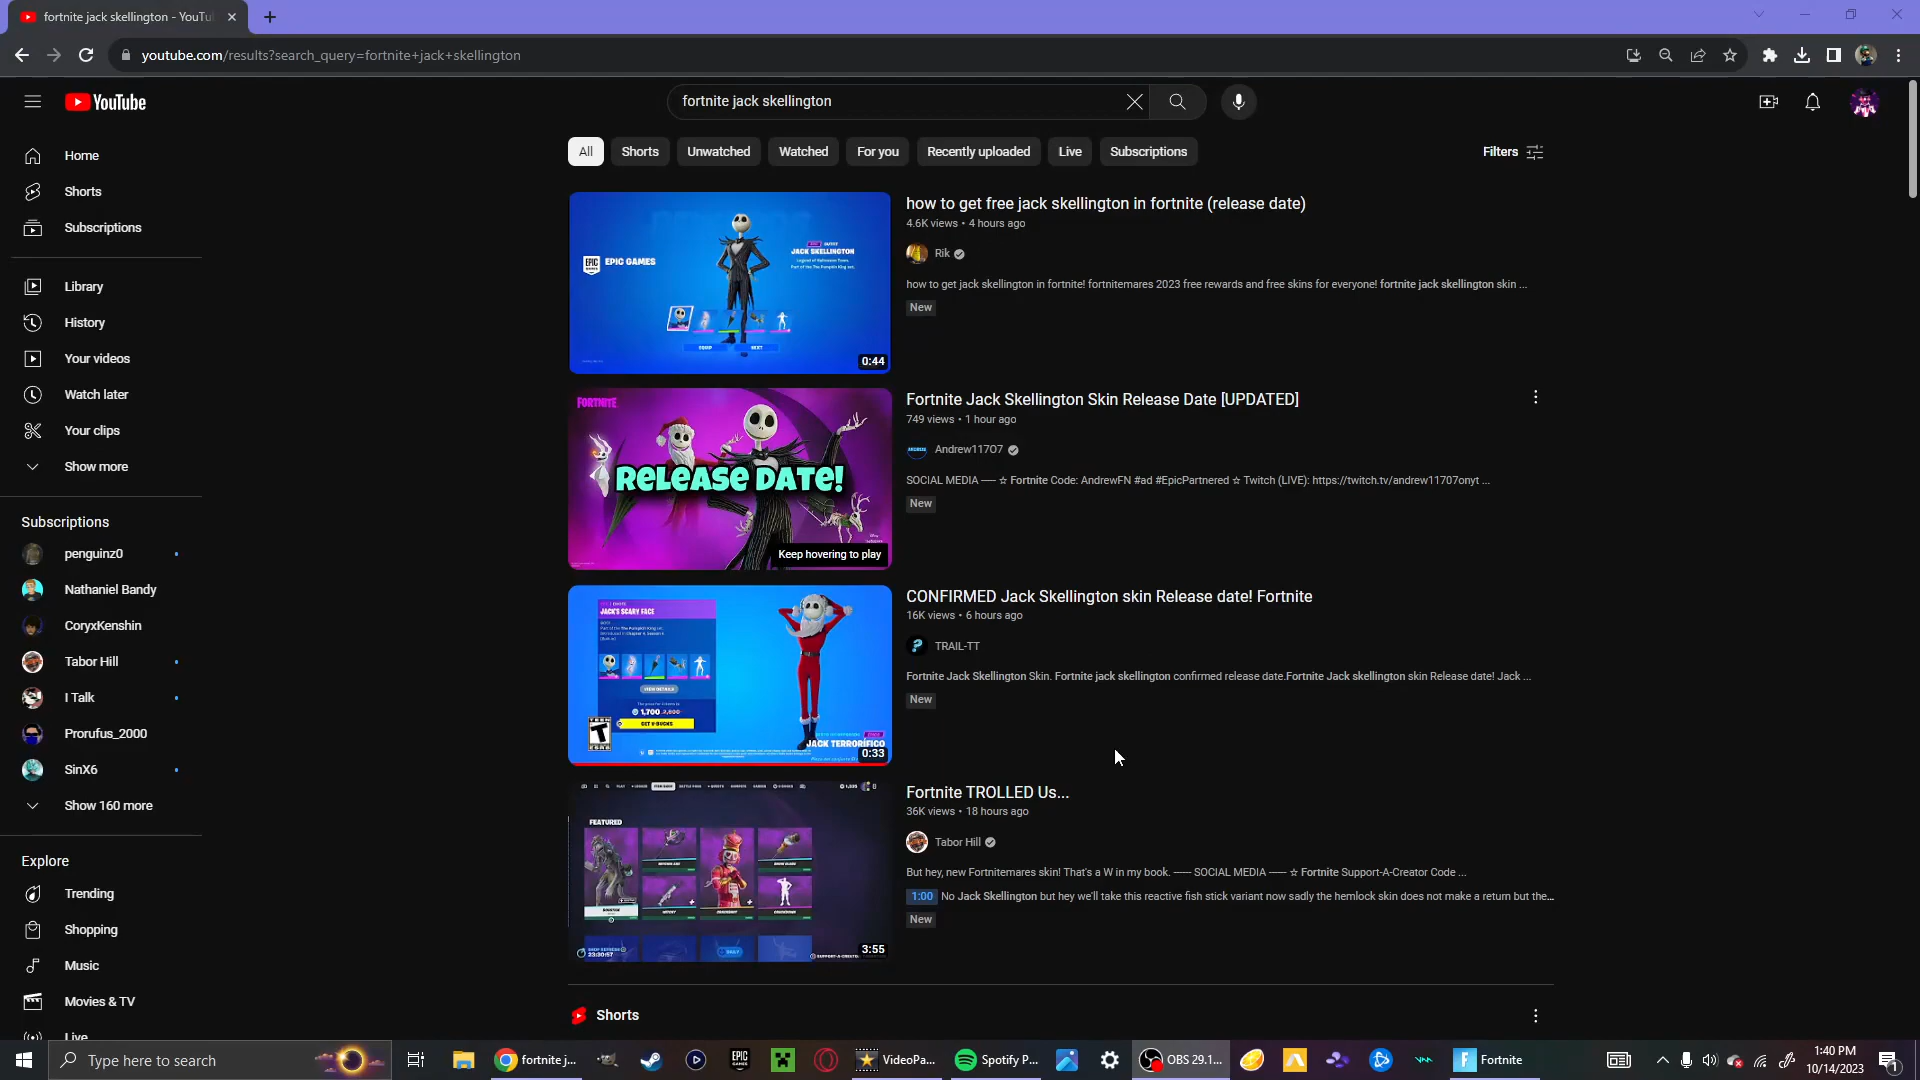 fortnite jack skellington - YouTu
youtube.com/results?search_query=fortnite+jack+skellington
YouTube
fortnite jack skellington
All
Shorts
Unwatched
Watched
For you
Recently uploaded
Live
Subscriptions
Filters
Home
Shorts
Subscriptions
Library
History
Your videos
Watch later
Your clips
Show more
Subscriptions
penguinz0
Nathaniel Bandy
CoryxKenshin
Tabor Hill
I Talk
Prorufus_2000
SinX6
Show 160 more
Explore
Trending
Shopping
Music
Movies & TV
Live
EPIC GAMES
JACK SKELLINGTON
0:44
how to get free jack skellington in fortnite (release date)
4.6K views • 4 hours ago
Rik
how to get jack skellington in fortnite! fortnitemares 2023 free rewards and free skins for everyone! fortnite jack skellington skin ...
New
FORTNITE
RELEASE DATE!
Keep hovering to play
Fortnite Jack Skellington Skin Release Date [UPDATED]
749 views • 1 hour ago
Andrew11707
SOCIAL MEDIA ── ☆ Fortnite Code: AndrewFN #ad #EpicPartnered ☆ Twitch (LIVE): https://twitch.tv/andrew11707onyt ...
New
JACK'S SCARY FACE
VIEW DETAILS
1,700
GET V-BUCKS
TEEN
T
ESRB
JACK TERRORÍFICO
0:33
CONFIRMED Jack Skellington skin Release date! Fortnite
16K views • 6 hours ago
TRAIL-TT
Fortnite Jack Skellington Skin. Fortnite jack skellington confirmed release date.Fortnite Jack skellington skin Release date! Jack ...
New
FEATURED
23:30:57
3:55
Fortnite TROLLED Us...
36K views • 18 hours ago
Tabor Hill
But hey, new Fortnitemares skin! That's a W in my book. ─── SOCIAL MEDIA ── ☆ Fortnite Support-A-Creator Code ...
1:00 No Jack Skellington but hey we'll take this reactive fish stick variant now sadly the hemlock skin does not make a return but the...
New
Shorts
Type here to search
fortnite j...
VideoPa...
Spotify P...
OBS 29.1...
Fortnite
1:40 PM
10/14/2023
1